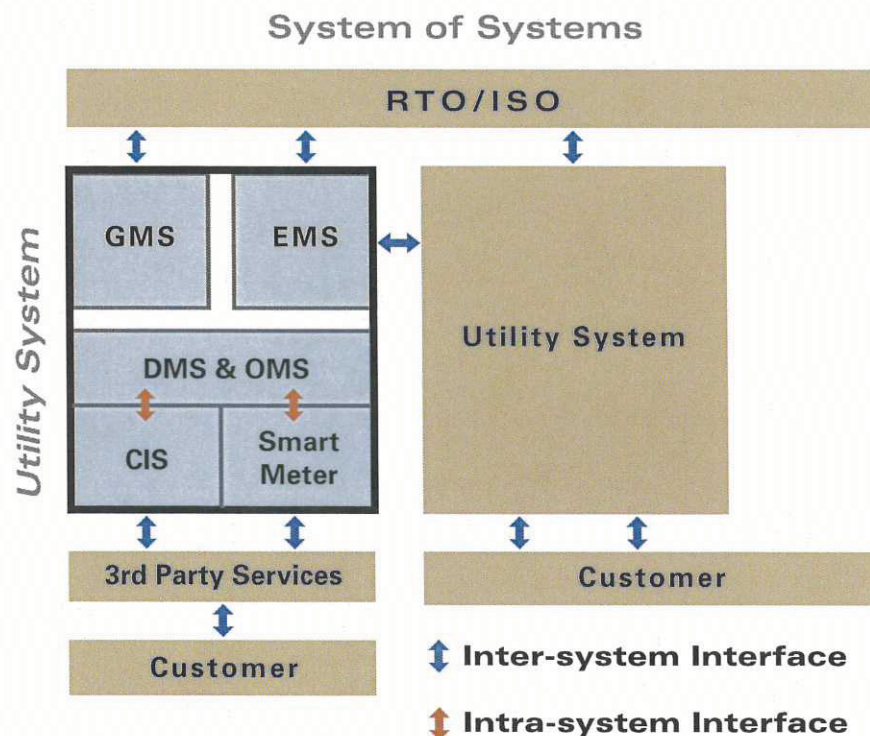 System of Systems
RTO/ISO
Utility System
GMS
EMS
Utility System
DMS & OMS
CIS
Smart
Meter
3rd Party Services
Customer
Customer
Inter-system Interface
Intra-system Interface